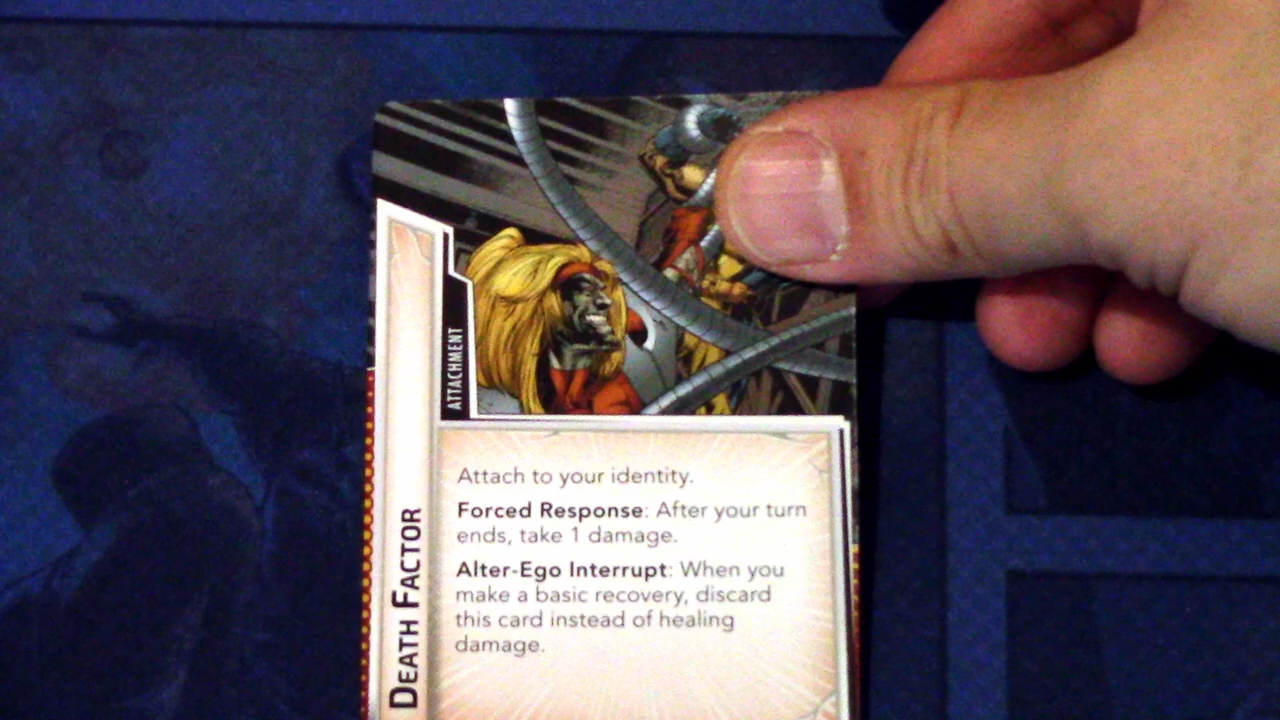 ATTACHMENT
DEATH FACTOR
Attach to your identity.
Forced Response: After your turn
ends, take 1 damage.
Alter-Ego Interrupt: When you
make a basic recovery, discard
this card instead of healing
damage.